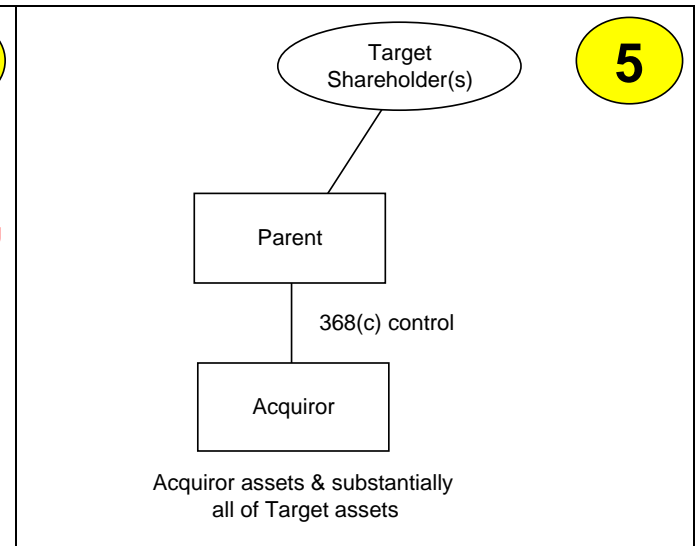 Target
Shareholder(s)
5
Parent
368(c) control
Acquiror
Acquiror assets & substantially
all of Target assets